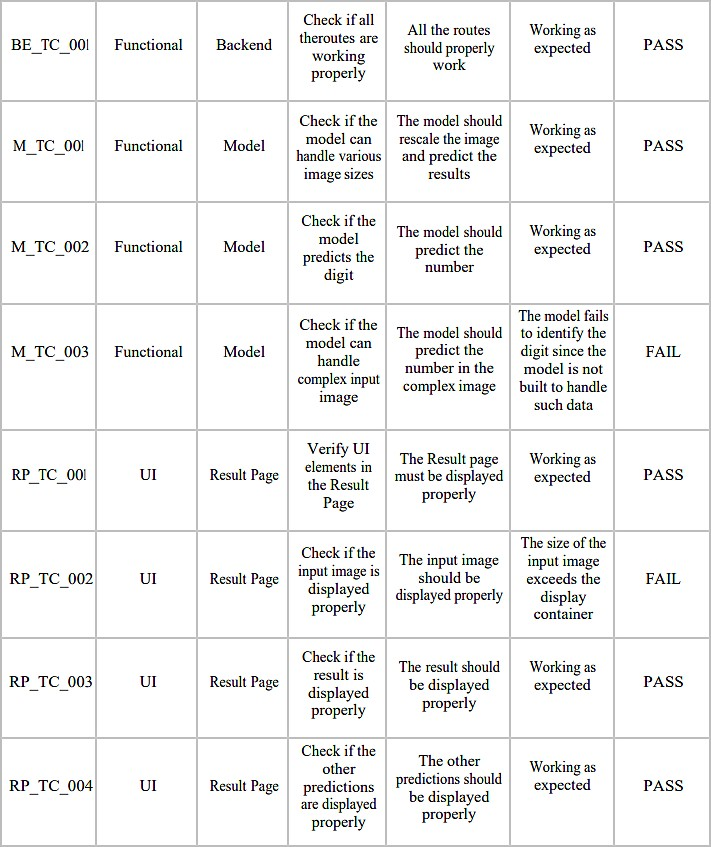 BE_TC_001
Functional
Backend
Check if all
theroutes are
working
properly
All the routes
should properly
work
Working as
expected
PASS
M_TC_001
Functional
Model
Check if the
model can
handle various
image sizes
The model should
rescale the image
and predict the
results
Working as
expected
PASS
M_TC_002
Functional
Model
Check if the
model
predicts the
digit
The model should
predict the
number
Working as
expected
PASS
M_TC_003
Functional
Model
Check if the
model can
handle
complex input
image
The model should
predict the
number in the
complex image
The model fails
to identify the
digit since the
model is not
built to handle
such data
FAIL
RP_TC_001
UI
Result Page
Verify UI
elements in
the Result
Page
The Result page
must be displayed
properly
Working as
expected
PASS
RP_TC_002
UI
Result Page
Check if the
input image is
displayed
properly
The input image
should be
displayed properly
The size of the
input image
exceeds the
display
container
FAIL
RP_TC_003
UI
Result Page
Check if the
result is
displayed
properly
The result should
be displayed
properly
Working as
expected
PASS
RP_TC_004
UI
Result Page
Check if the
other
predictions
are displayed
properly
The other
predictions should
be displayed
properly
Working as
expected
PASS